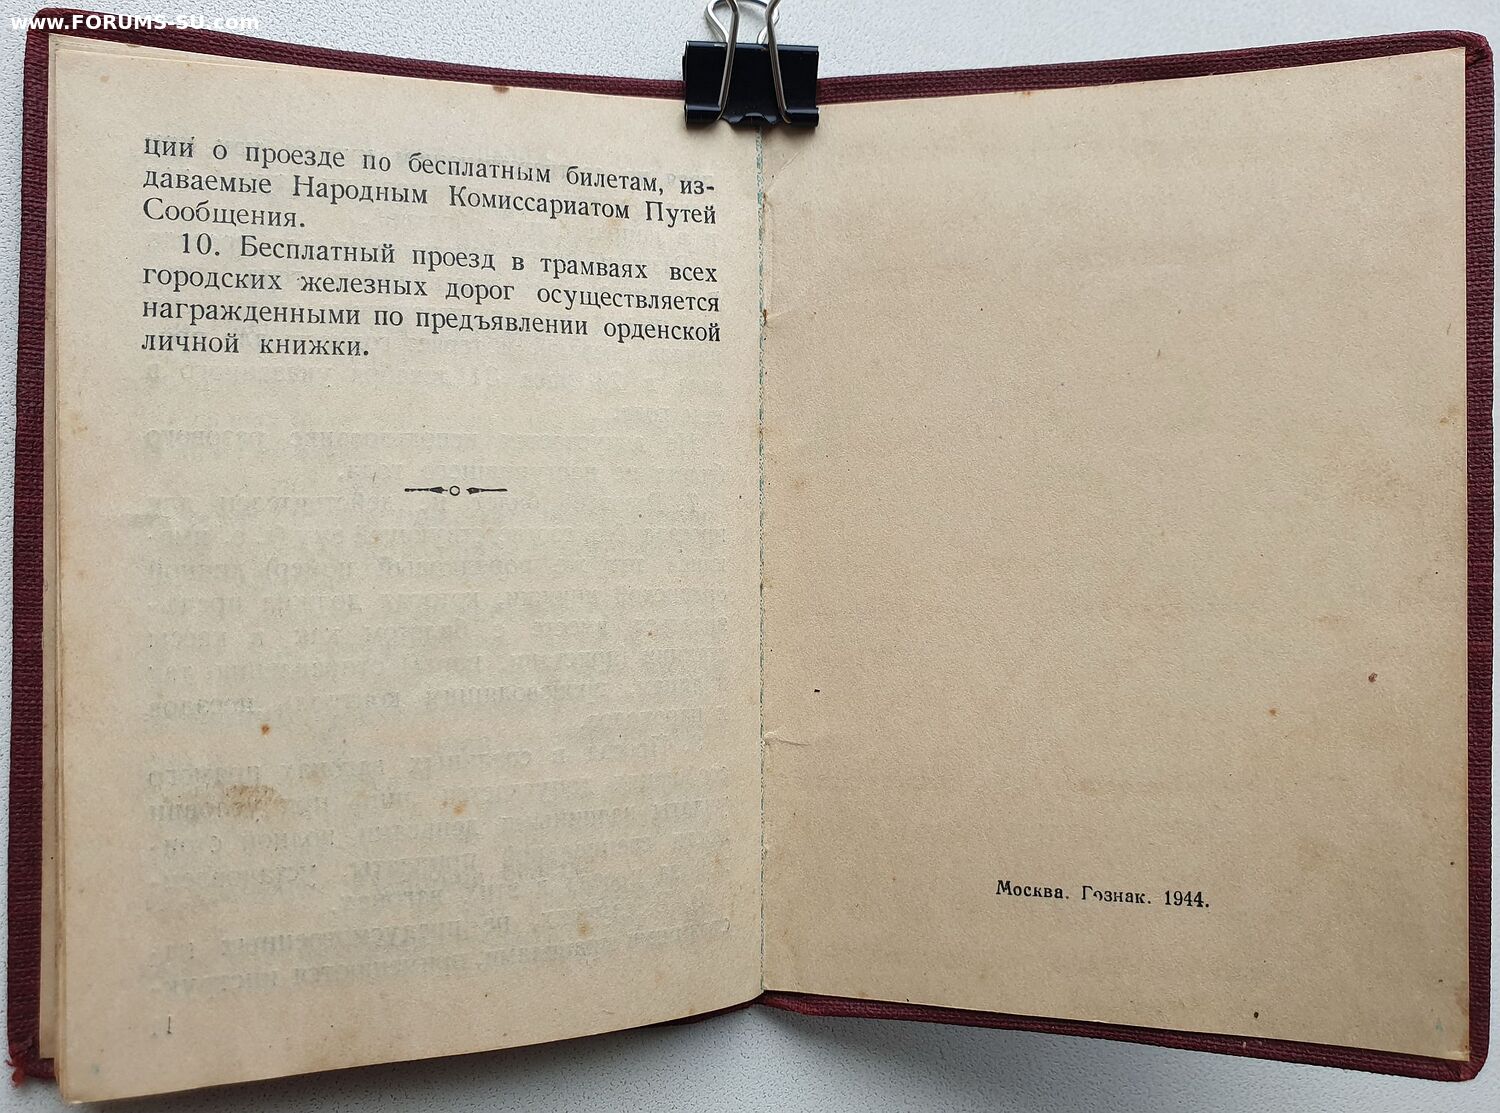 www.FORUMS-SU.com
ции о проезде по бесплатным билетам, из-
даваемые Народным Комиссариатом Путей
Сообщения.
10. Бесплатный проезд в трамваях всех
городских железных дорог осуществляется
награжденными по предъявлении орденской
личной книжки.
Москва. Гознак. 1944.